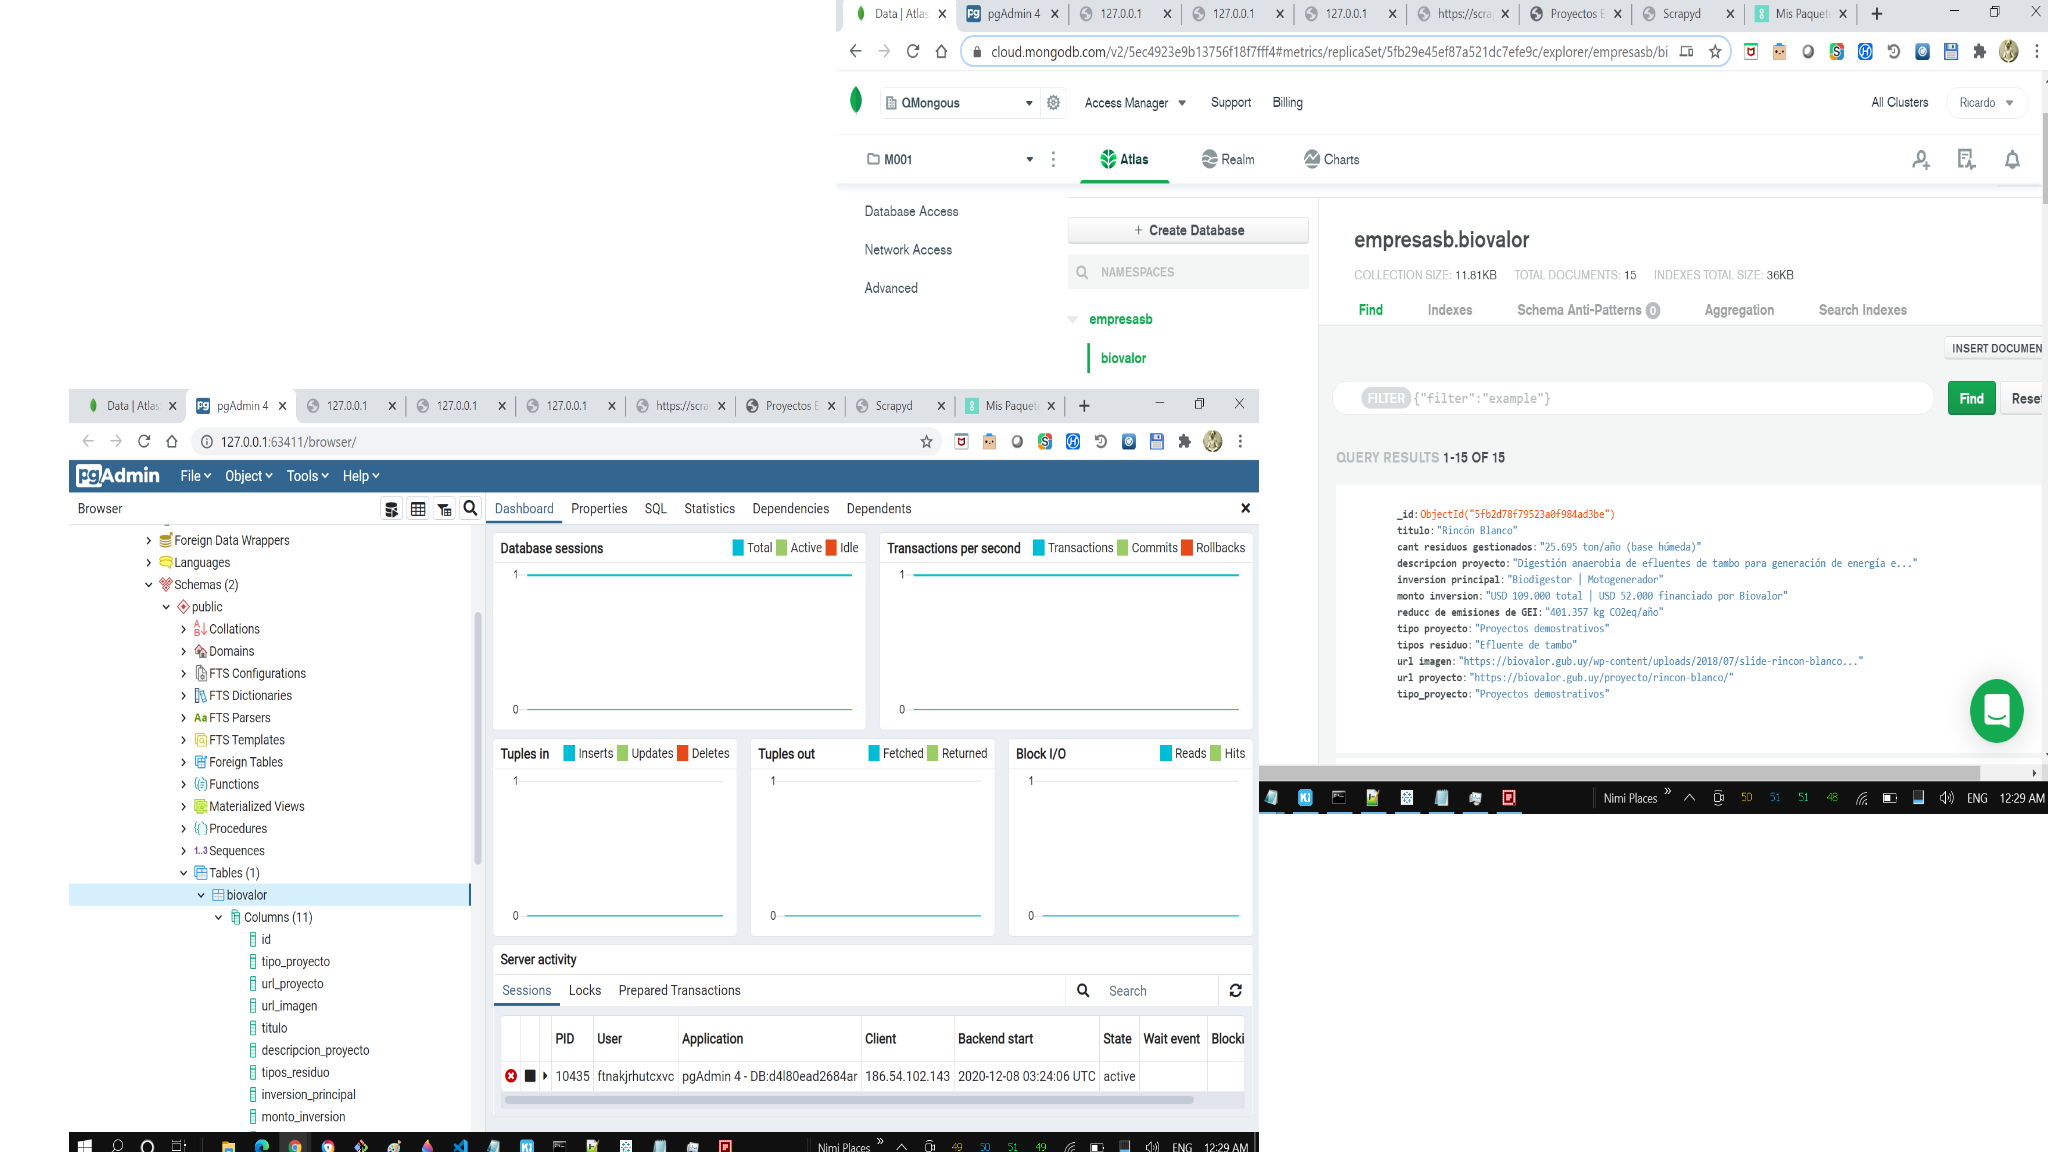 Data | Atlas
pgAdmin 4
127.0.0.1
127.0.0.1
127.0.0.1
https://scra
Proyectos E
Scrapyd
Mis Paquet
cloud.mongodb.com/v2/5ec4923e9b13756f18f7fff4#metrics/replicaSet/5fb29e45ef87a521dc7efe9c/explorer/empresasb/bi
QMongous
Access Manager
Support
Billing
All Clusters
Ricardo
M001
Atlas
Realm
Charts
Database Access
Network Access
Advanced
+ Create Database
NAMESPACES
empresasb
biovalor
empresasb.biovalor
COLLECTION SIZE: 11.81KB TOTAL DOCUMENTS: 15 INDEXES TOTAL SIZE: 36KB
Find Indexes Schema Anti-Patterns 0 Aggregation Search Indexes
INSERT DOCUMEN
FILTER {"filter":"example"}
Find
Reset
QUERY RESULTS 1-15 OF 15
_id:ObjectId("5fb2d78f79523a0f984ad3be")
titulo:"Rincón Blanco"
cant residuos gestionados:"25.695 ton/año (base húmeda)"
descripcion proyecto:"Digestión anaerobia de efluentes de tambo para generación de energía e..."
inversion principal:"Biodigestor | Motogenerador"
monto inversion:"USD 109.000 total | USD 52.000 financiado por Biovalor"
reducc de emisiones de GEI:"401.357 kg CO2eq/año"
tipo proyecto:"Proyectos demostrativos"
tipos residuo:"Efluente de tambo"
url imagen:"https://biovalor.gub.uy/wp-content/uploads/2018/07/slide-rincon-blanco..."
url proyecto:"https://biovalor.gub.uy/proyecto/rincon-blanco/"
tipo_proyecto:"Proyectos demostrativos"
Nimi Places » 50 51 51 48 ENG 12:29 AM
Data | Atlas
pgAdmin 4
127.0.0.1
127.0.0.1
127.0.0.1
https://scra
Proyectos E
Scrapyd
Mis Paquet
127.0.0.1:63411/browser/
pgAdmin File Object Tools Help
Browser
Foreign Data Wrappers
Languages
Schemas (2)
public
Collations
Domains
FTS Configurations
FTS Dictionaries
FTS Parsers
FTS Templates
Foreign Tables
Functions
Materialized Views
Procedures
1..3 Sequences
Tables (1)
biovalor
Columns (11)
id
tipo_proyecto
url_proyecto
url_imagen
titulo
descripcion_proyecto
tipos_residuo
inversion_principal
monto_inversion
Dashboard Properties SQL Statistics Dependencies Dependents
Database sessions Total Active Idle
1
0
Transactions per second Transactions Commits Rollbacks
1
0
Tuples in Inserts Updates Deletes
1
0
Tuples out Fetched Returned
1
0
Block I/O Reads Hits
1
0
Server activity
Sessions Locks Prepared Transactions
Search
PID User Application Client Backend start State Wait event Blocki
10435 ftnakjrhutcxvc pgAdmin 4 - DB:d4l80ead2684ar 186.54.102.143 2020-12-08 03:24:06 UTC active
Nimi Places » 49 50 51 49 ENG 12:29 AM